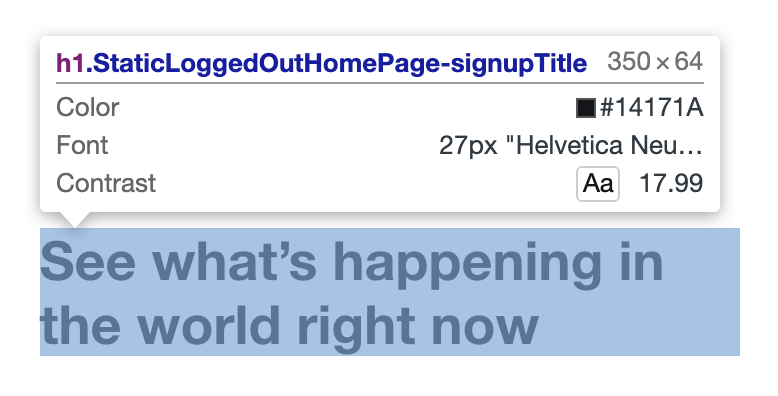 h1.StaticLoggedOutHomePage-signupTitle 350 × 64
Color #14171A
Font 27px "Helvetica Neu…
Contrast Aa 17.99
See what’s happening in
the world right now